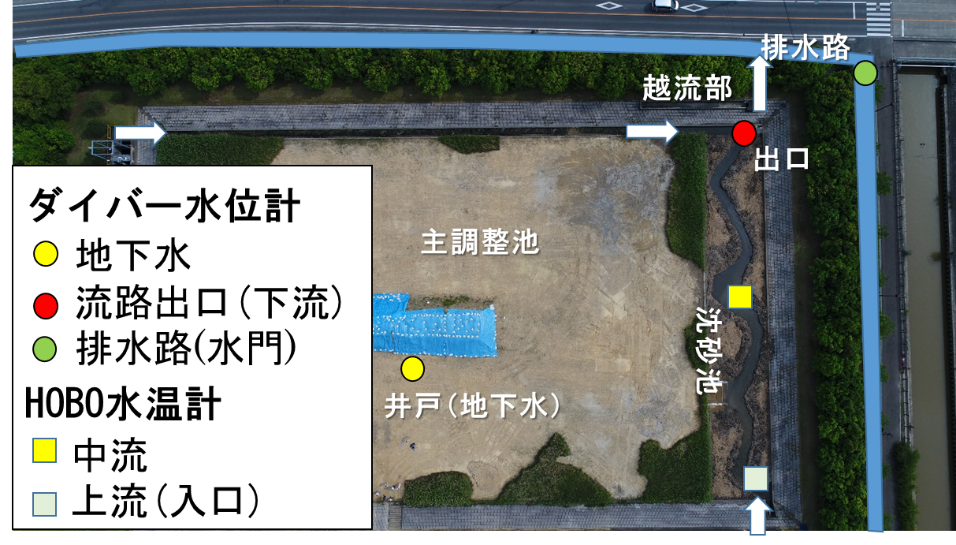 排水路
越流部
出口
ダイバー水位計
地下水
流路出口(下流)
排水路(水門)
HOBO水温計
中流
上流(入口)
主調整池
沈砂池
井戸(地下水)